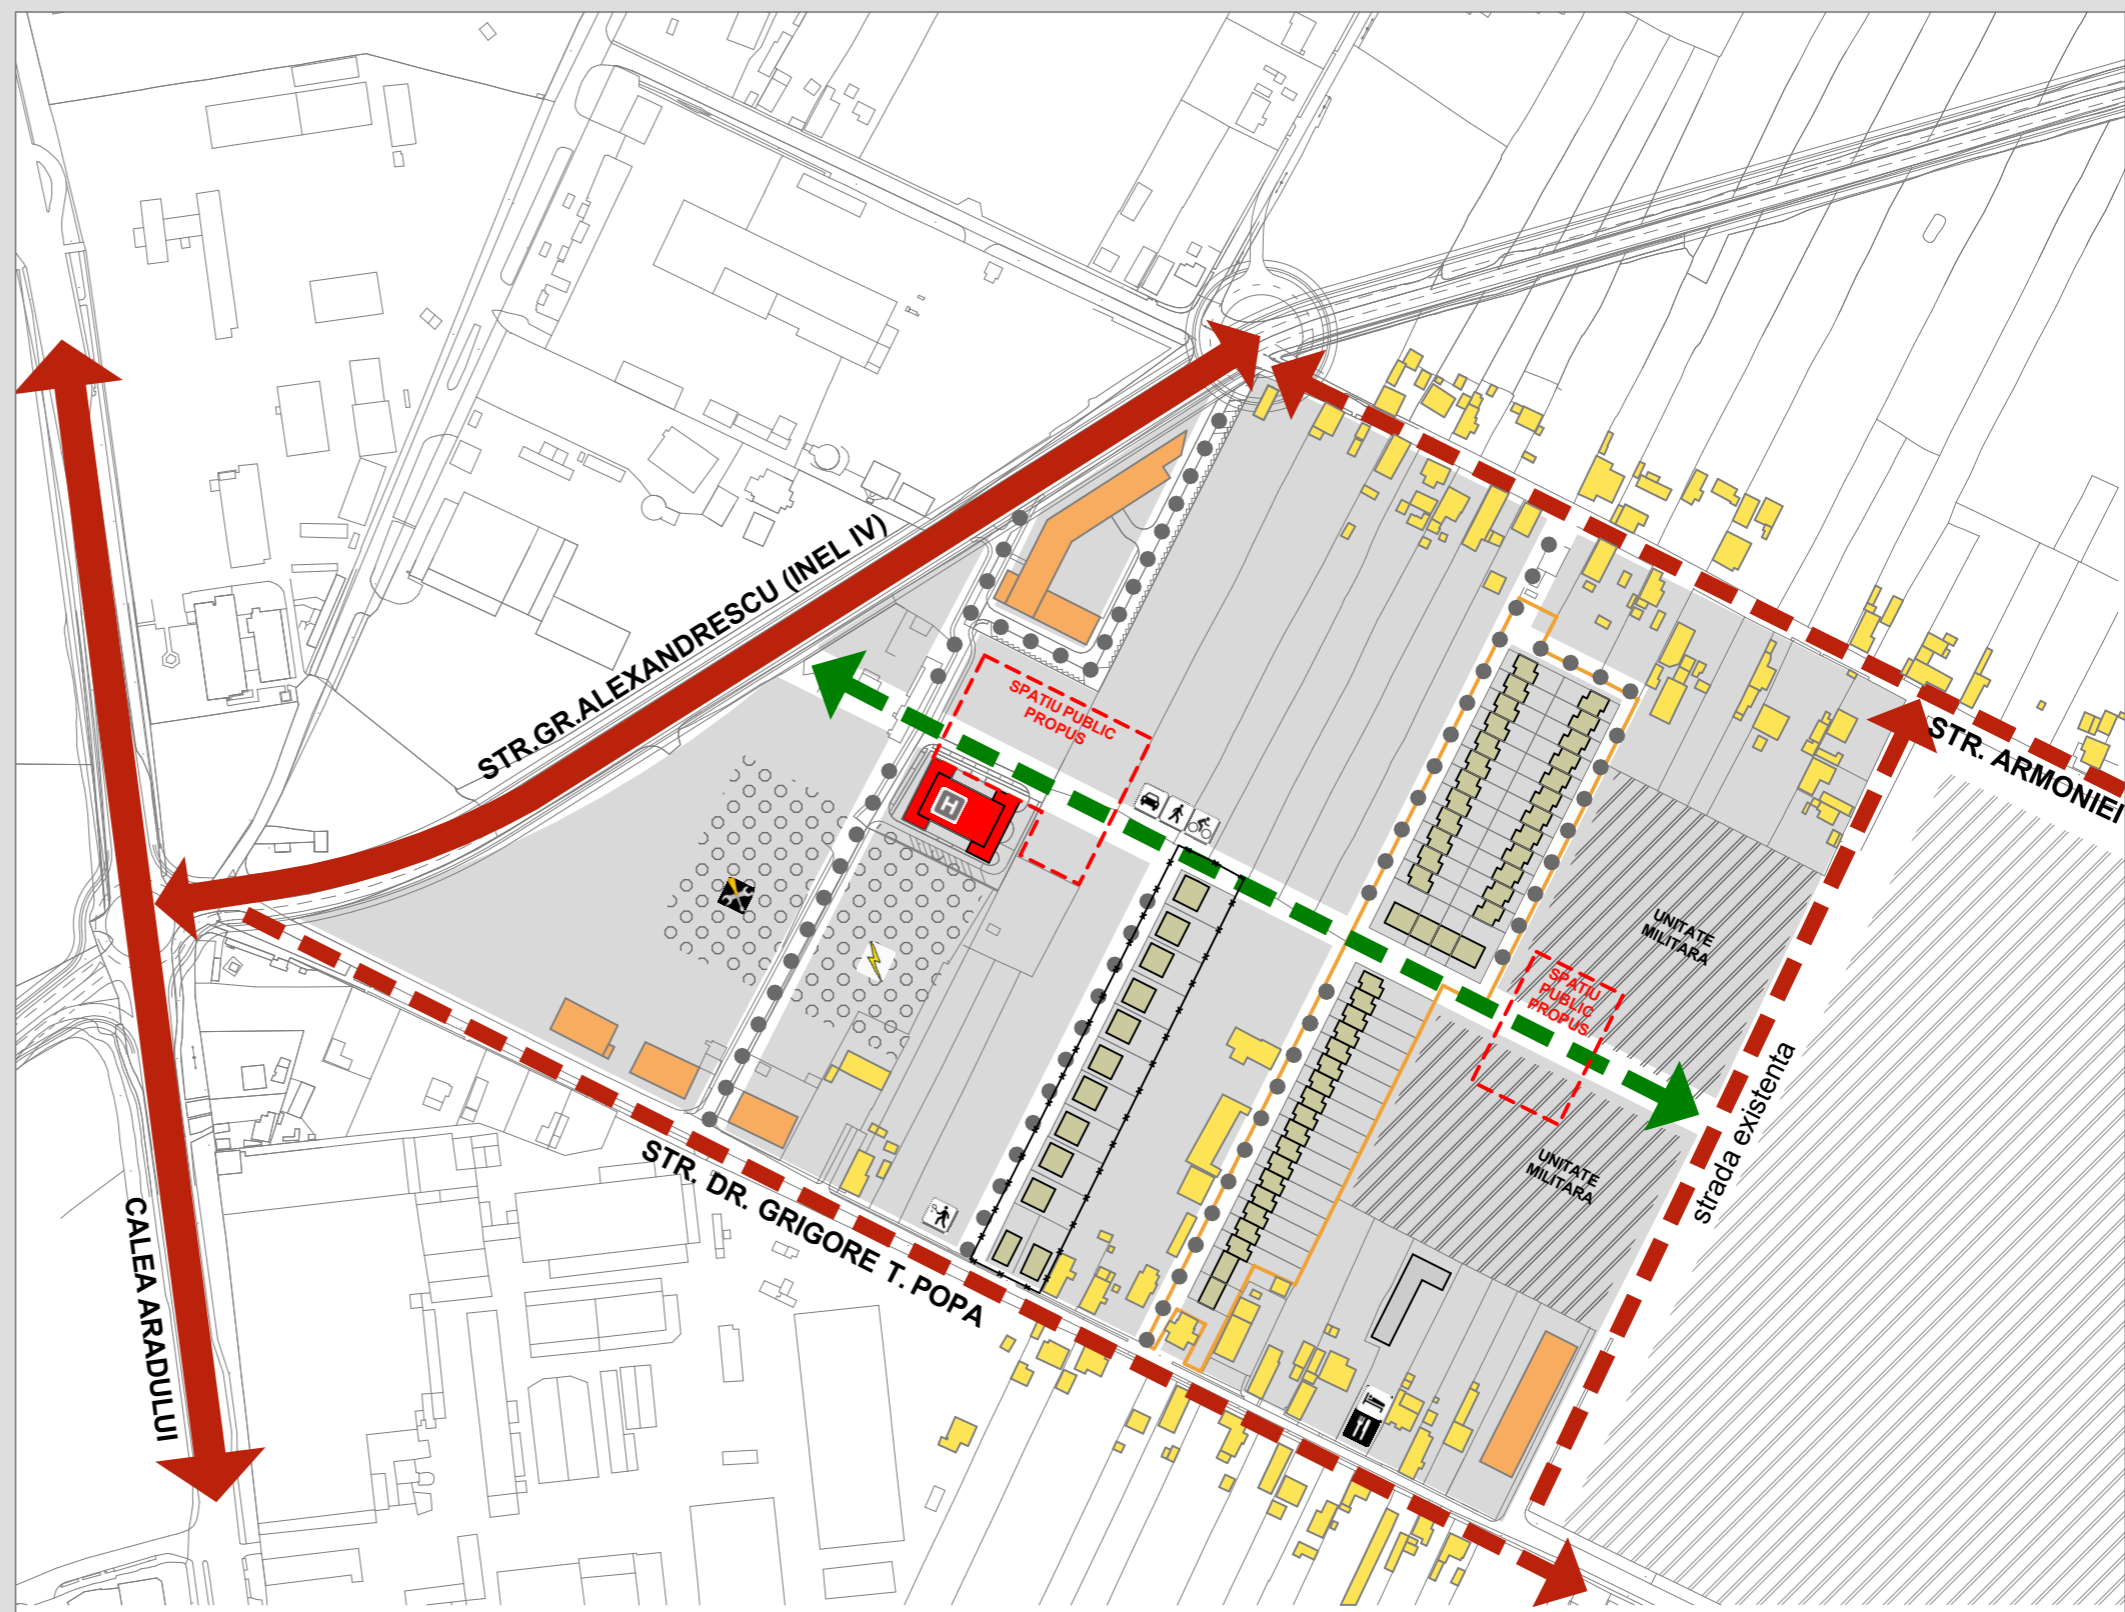 STR.GR.ALEXANDRESCU (INEL IV)
SPATIU PUBLIC
PROPUS
H
STR. ARMONIEI
UNITATE
MILITARA
SPATIU
PUBLIC
PROPUS
UNITATE
MILITARA
strada existenta
STR. DR. GRIGORE T. POPA
CALEA ARADULUI